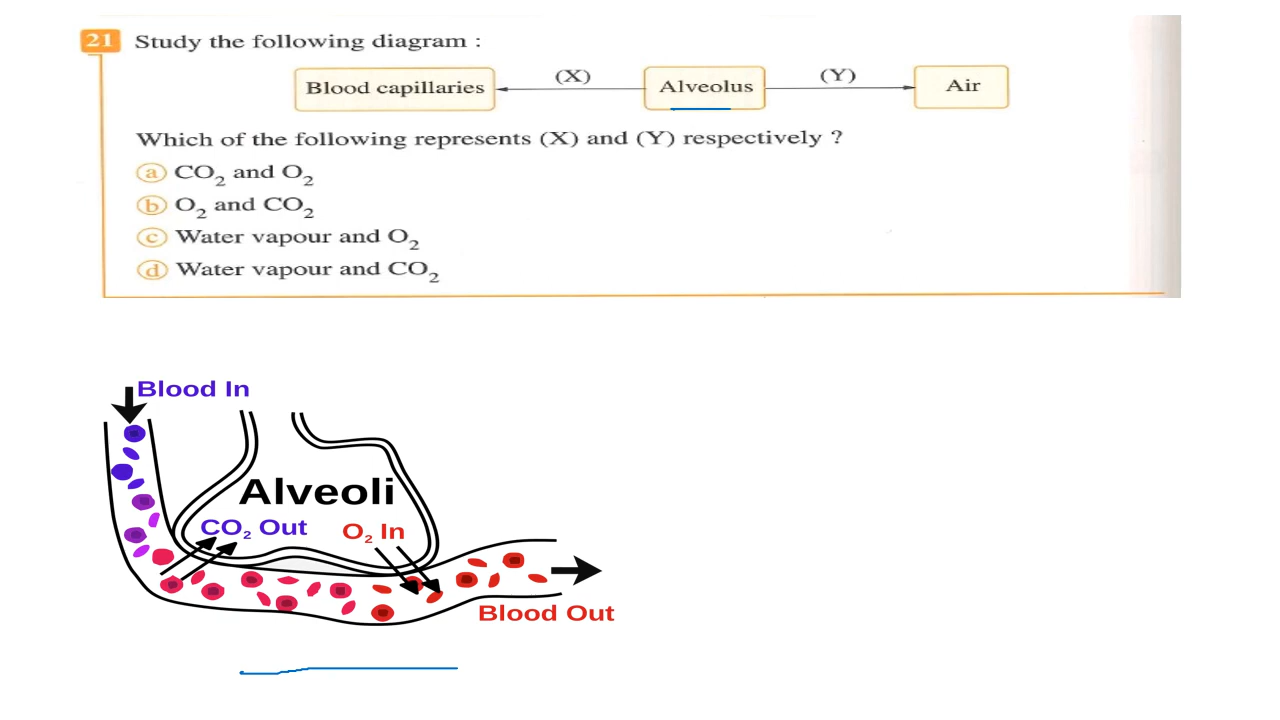 21 Study the following diagram :
Blood capillaries (X) Alveolus (Y) Air
Which of the following represents (X) and (Y) respectively ?
a CO₂ and O₂
b O₂ and CO₂
c Water vapour and O₂
d Water vapour and CO₂
Blood In
Alveoli
CO₂ Out O₂ In
Blood Out